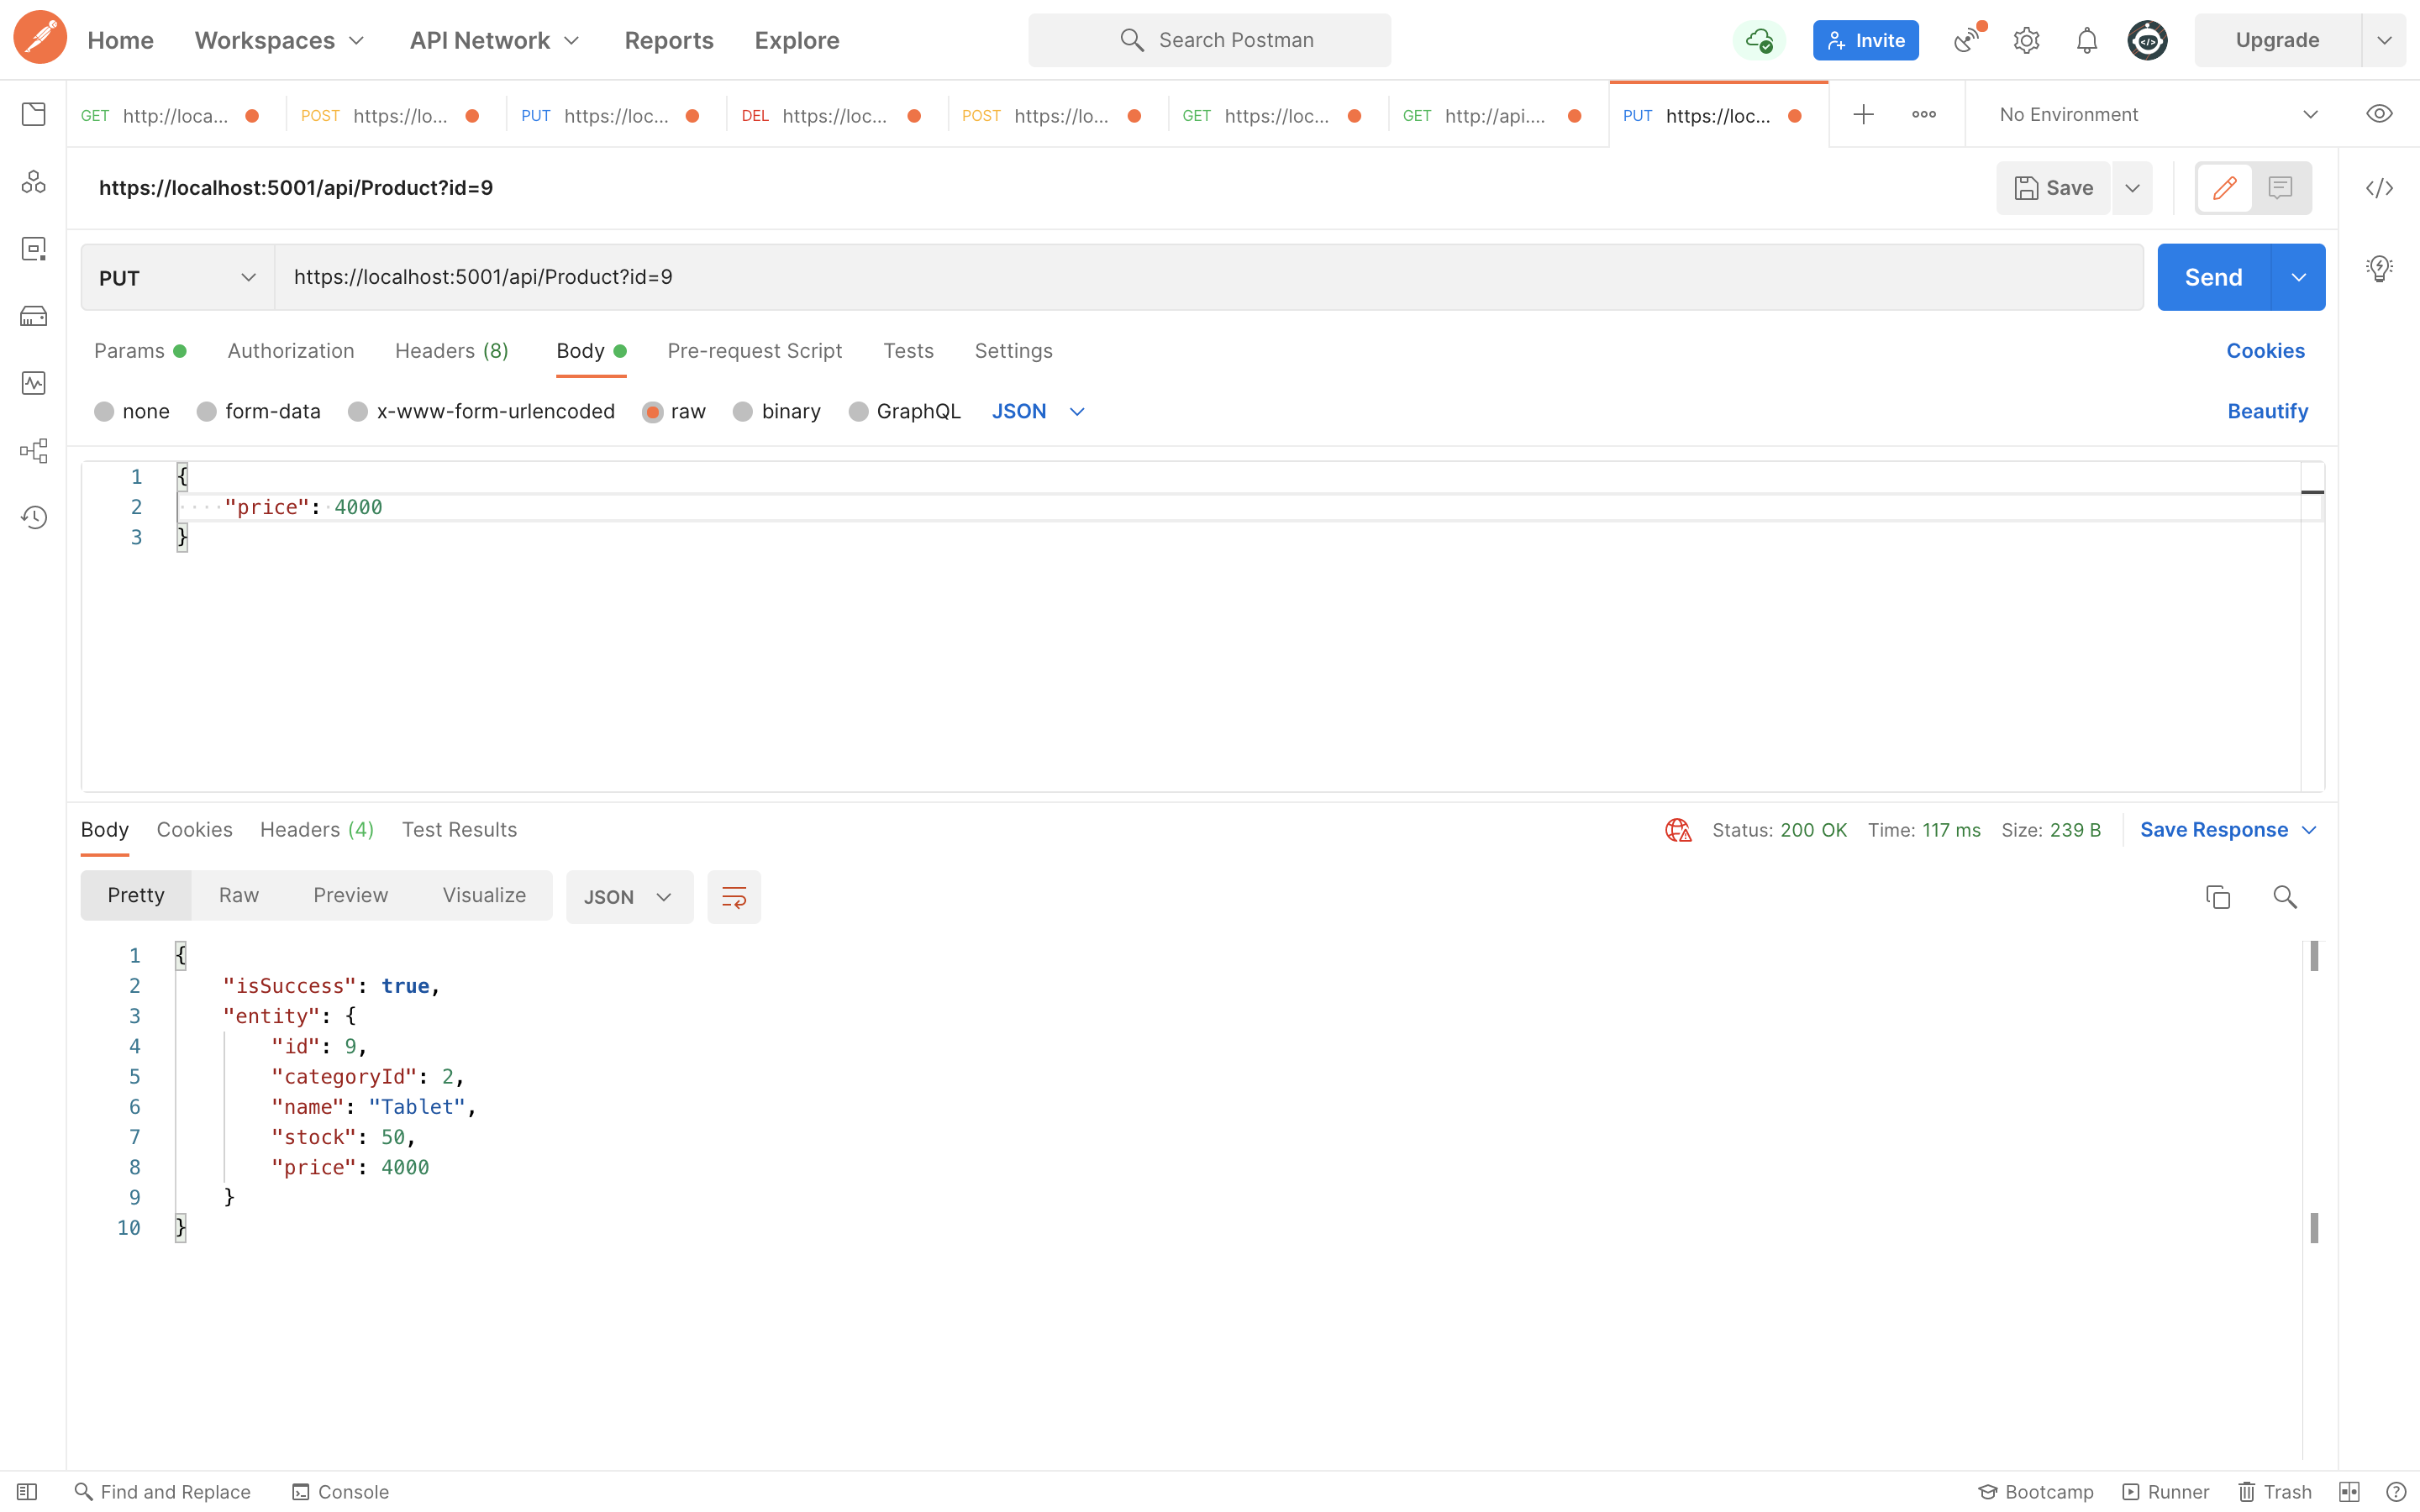 Home Workspaces API Network Reports Explore Search Postman Invite Upgrade
GET http://loca... POST https://lo... PUT https://loc... DEL https://loc... POST https://lo... GET https://loc... GET http://api.... PUT https://loc... No Environment
https://localhost:5001/api/Product?id=9 Save
PUT https://localhost:5001/api/Product?id=9 Send
Params Authorization Headers (8) Body Pre-request Script Tests Settings Cookies
none form-data x-www-form-urlencoded raw binary GraphQL JSON Beautify
1 {
2 "price": 4000
3 }
Body Cookies Headers (4) Test Results Status: 200 OK Time: 117 ms Size: 239 B Save Response
Pretty Raw Preview Visualize JSON
1 {
2 "isSuccess": true,
3 "entity": {
4 "id": 9,
5 "categoryId": 2,
6 "name": "Tablet",
7 "stock": 50,
8 "price": 4000
9 }
10 }
Find and Replace Console Bootcamp Runner Trash